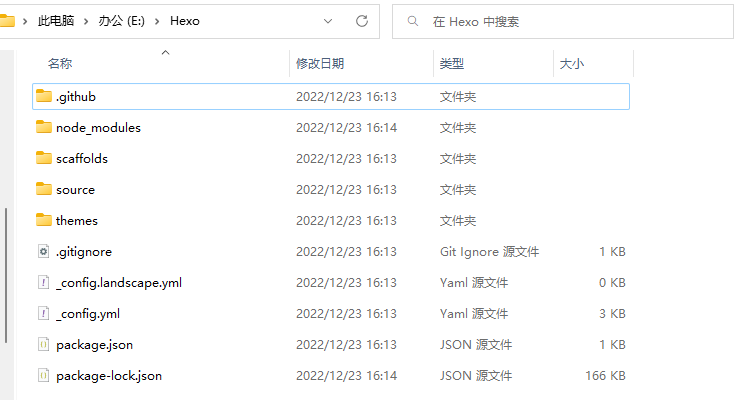 此电脑 > 办公 (E:) > Hexo
在 Hexo 中搜索
名称 修改日期 类型 大小
.github 2022/12/23 16:13 文件夹
node_modules 2022/12/23 16:14 文件夹
scaffolds 2022/12/23 16:13 文件夹
source 2022/12/23 16:13 文件夹
themes 2022/12/23 16:13 文件夹
.gitignore 2022/12/23 16:13 Git Ignore 源文件 1 KB
_config.landscape.yml 2022/12/23 16:13 Yaml 源文件 0 KB
_config.yml 2022/12/23 16:13 Yaml 源文件 3 KB
package.json 2022/12/23 16:13 JSON 源文件 1 KB
package-lock.json 2022/12/23 16:14 JSON 源文件 166 KB